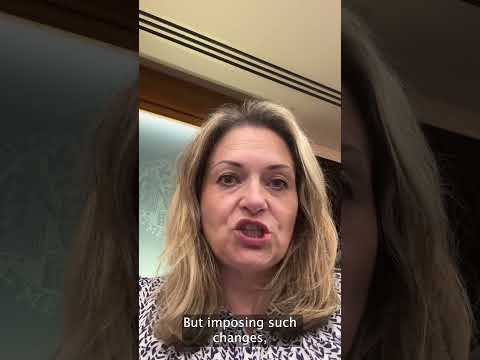 But imposing such
changes,